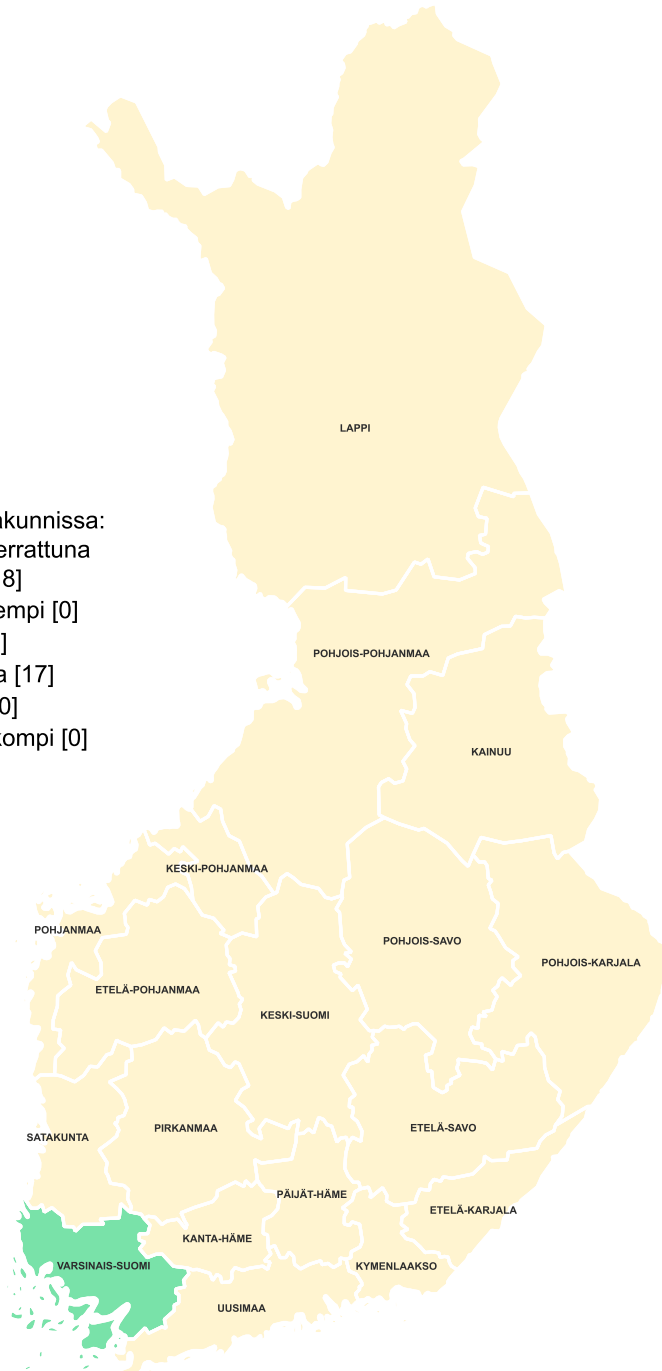 LAPPI
akunnissa:
errattuna
8]
empi [0]
]
a [17]
0]
kompi [0]
POHJOIS-POHJANMAA
KAINUU
KESKI-POHJANMAA
POHJANMAA
POHJOIS-SAVO
POHJOIS-KARJALA
ETELÄ-POHJANMAA
KESKI-SUOMI
SATAKUNTA
PIRKANMAA
ETELÄ-SAVO
PÄIJÄT-HÄME
ETELÄ-KARJALA
KANTA-HÄME
VARSINAIS-SUOMI
KYMENLAAKSO
UUSIMAA